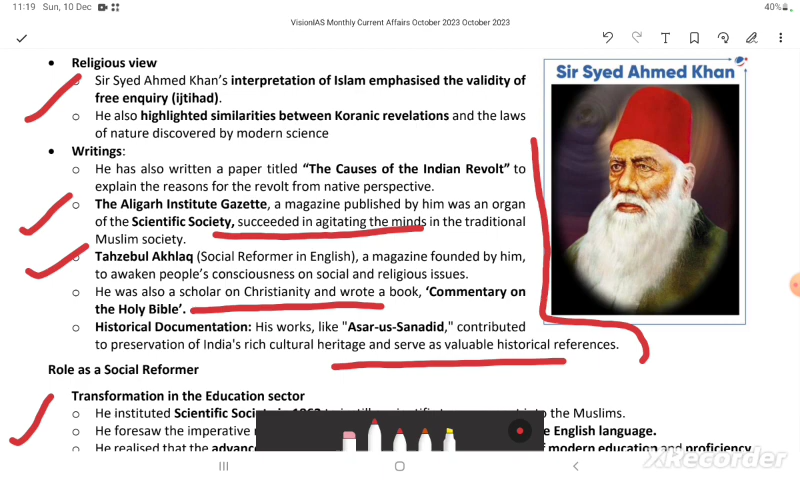 11:19 Sun, 10 Dec
40%
VisionIAS Monthly Current Affairs October 2023 October 2023
T
• Religious view
o Sir Syed Ahmed Khan's interpretation of Islam emphasised the validity of
free enquiry (ijtihad).
o He also highlighted similarities between Koranic revelations and the laws
of nature discovered by modern science
• Writings:
o He has also written a paper titled "The Causes of the Indian Revolt" to
explain the reasons for the revolt from native perspective.
o The Aligarh Institute Gazette, a magazine published by him was an organ
of the Scientific Society, succeeded in agitating the minds in the traditional
Muslim society.
o Tahzebul Akhlaq (Social Reformer in English), a magazine founded by him,
to awaken people's consciousness on social and religious issues.
o He was also a scholar on Christianity and wrote a book, 'Commentary on
the Holy Bible'.
o Historical Documentation: His works, like "Asar-us-Sanadid," contributed
to preservation of India's rich cultural heritage and serve as valuable historical references.
Sir Syed Ahmed Khan
Role as a Social Reformer
Transformation in the Education sector
o He instituted Scientific to the Muslims.
o He foresaw the imperative English language.
o He realised that the modern education and proficiency
XRecorder